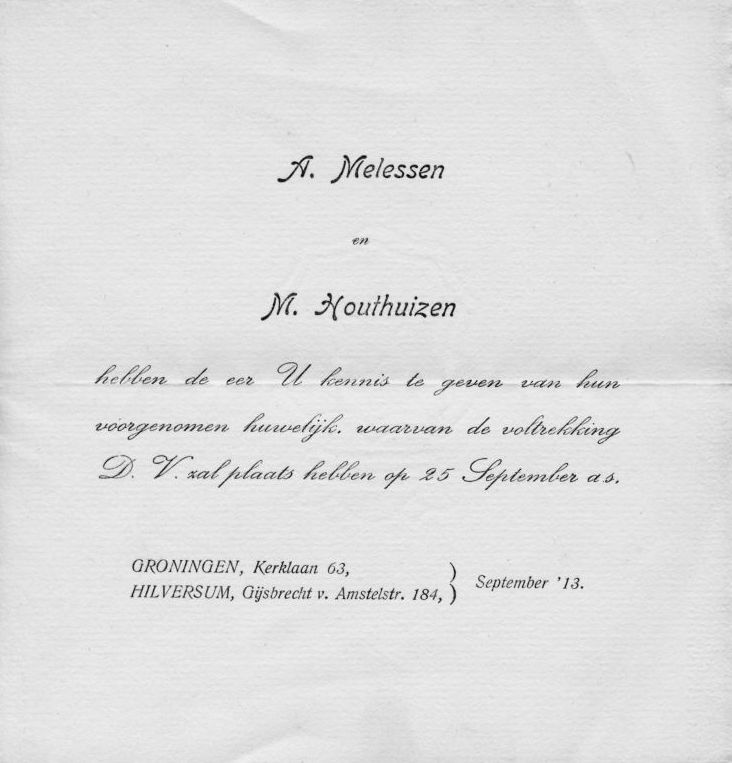 A. Melessen
en
M. Houthuizen
hebben de eer U kennis te geven van hun
voorgenomen huwelijk. waarvan de voltrekking
D. V. zal plaats hebben op 25 September a.s.
GRONINGEN, Kerklaan 63,
HILVERSUM, Gijsbrecht v. Amstelstr. 184, ) September '13.